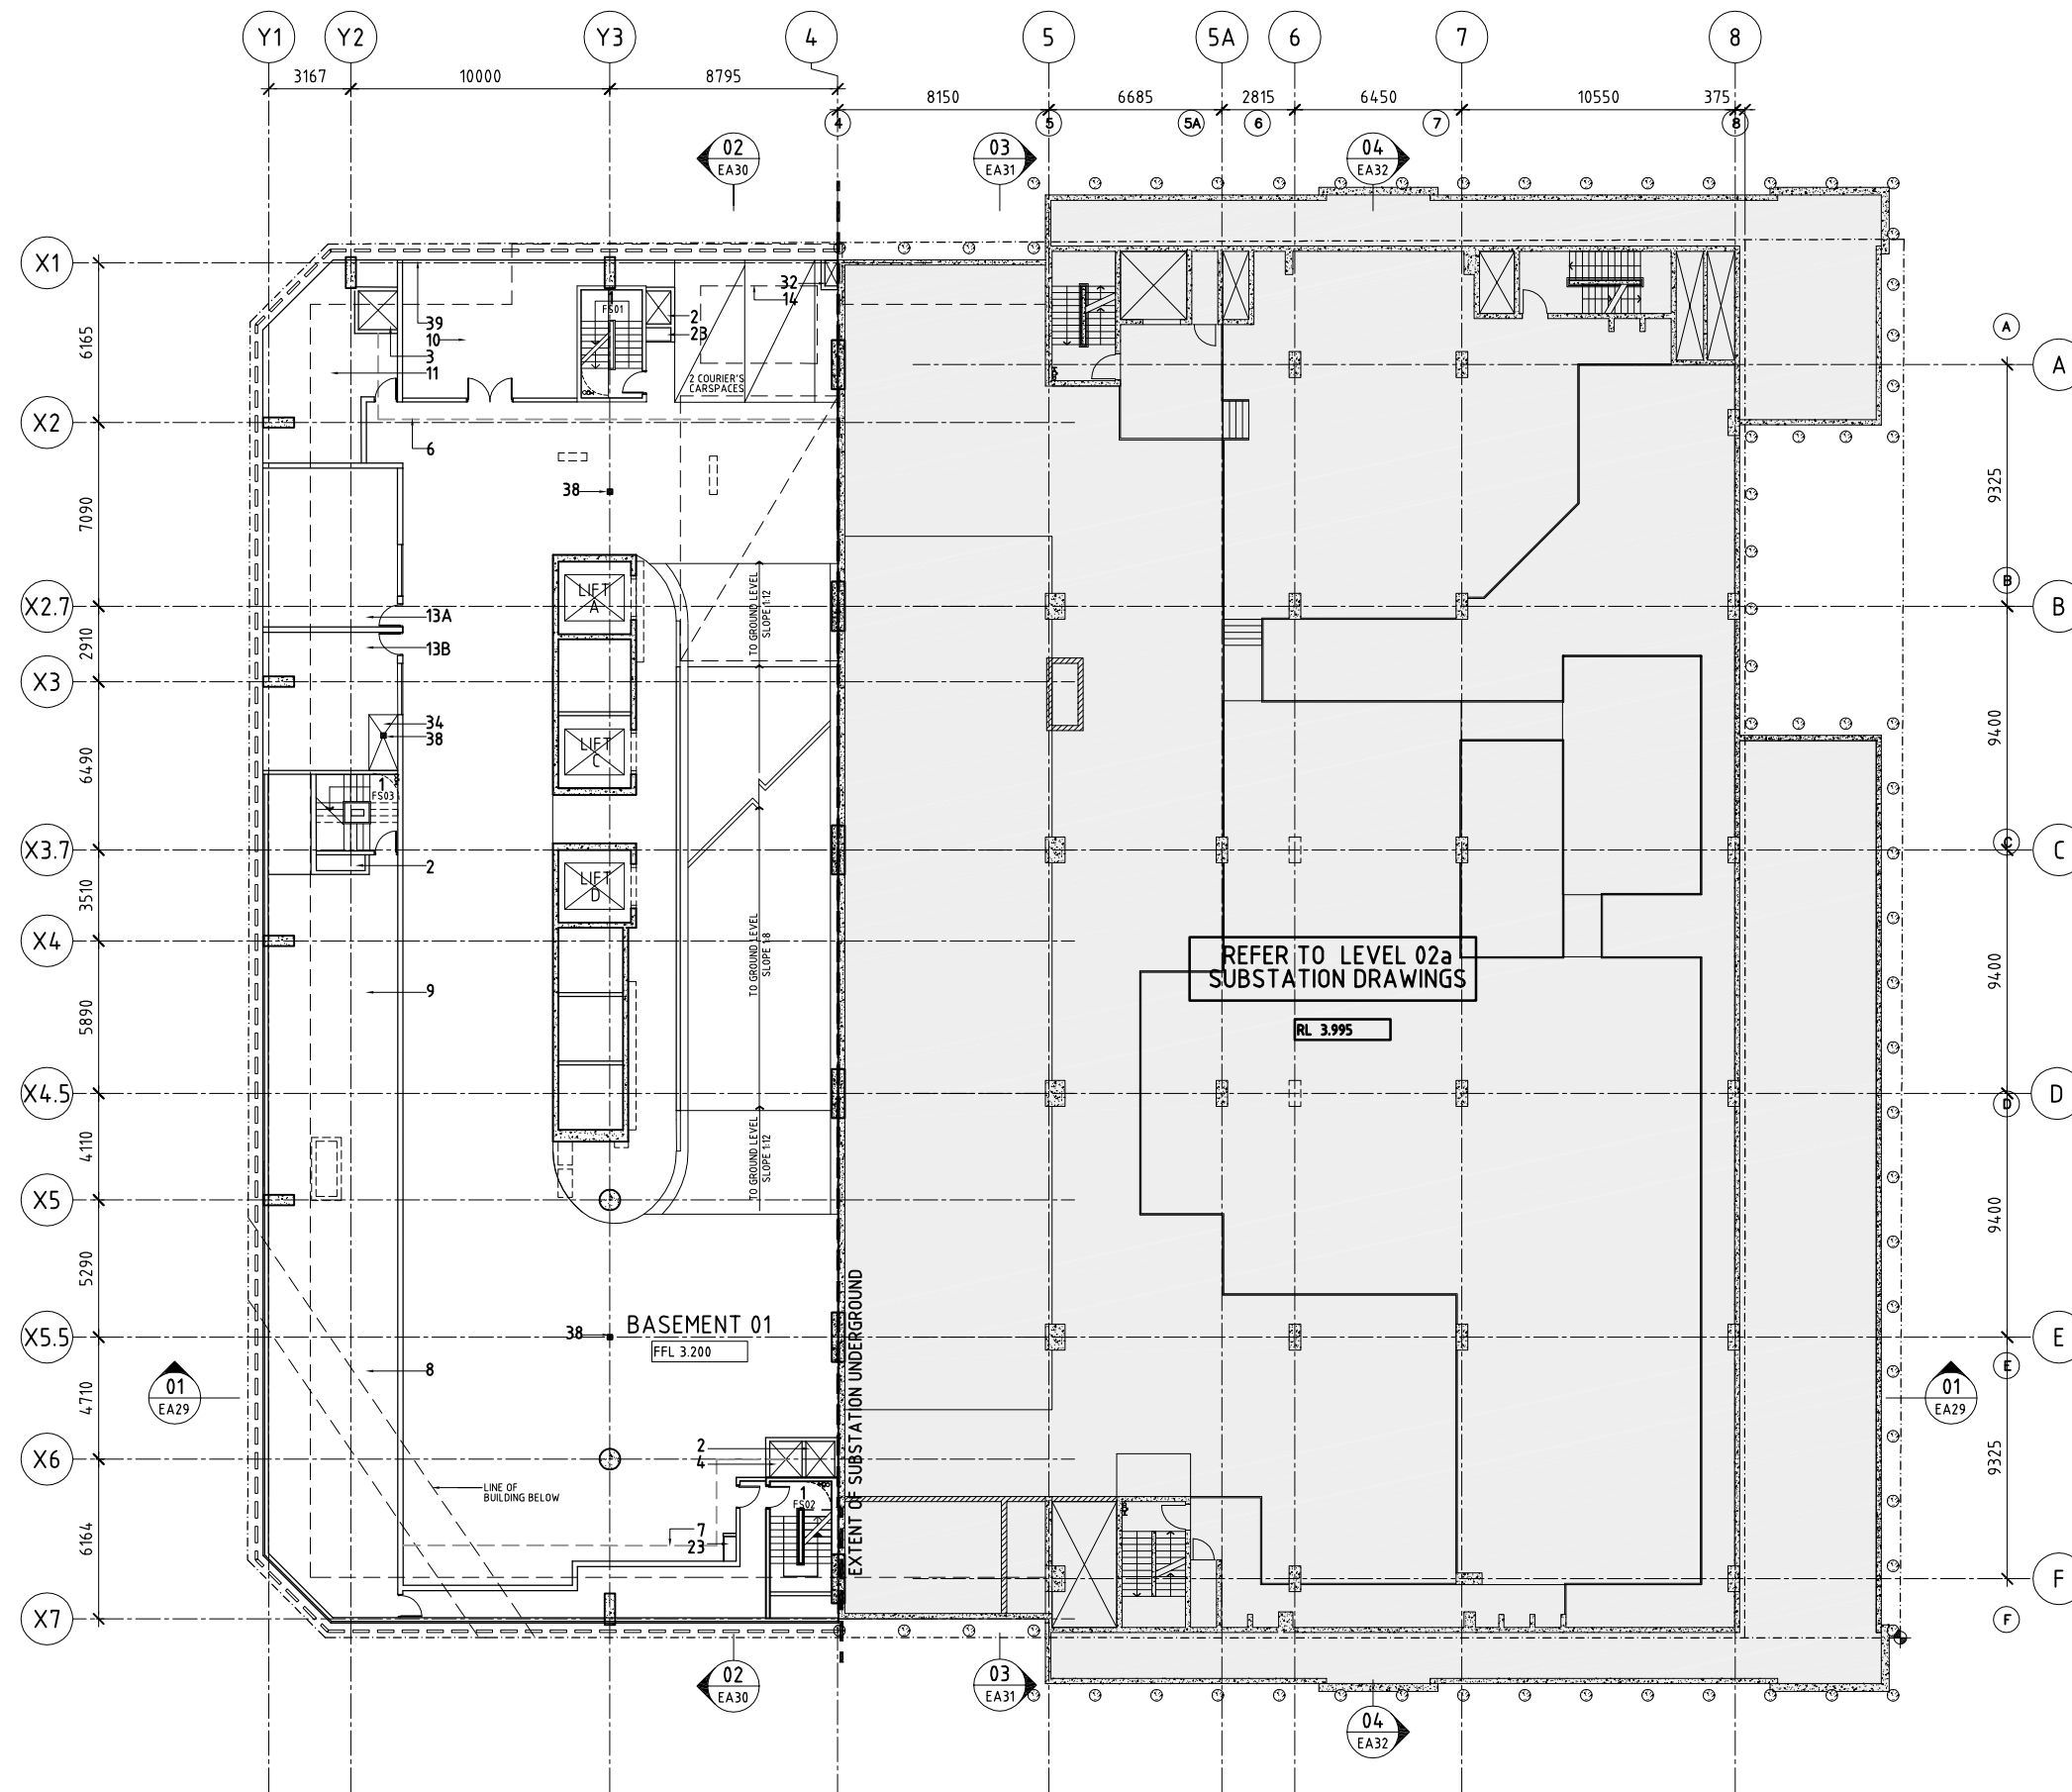 Y1 Y2 Y3 4 5 5A 6 7 8
3167 10000 8795
8150 6685 2815 6450 10550 375
4 5 5A 6 7 8
02
EA30
03
EA31
04
EA32
X1
X2
X2.7
X3
X3.7
X4
X4.5
X5
X5.5
X6
X7
6165
7090
2910
6490
3510
5890
4110
5290
4710
6164
A
B
C
D
E
F
A
B
C
D
E
F
9325
9400
9400
9400
9325
39
10
3
11
6
1
FS01
2
23
32
14
2 COURIER'S
CARSPACES
38
LIFT
A
13A
13B
34
38
LIFT
C
1
FS03
2
LIFT
D
9
TO GROUND LEVEL
SLOPE 1:12
TO GROUND LEVEL
SLOPE 1:8
TO GROUND LEVEL
SLOPE 1:12
REFER TO LEVEL 02a
SUBSTATION DRAWINGS
RL 3.995
EXTENT OF SUBSTATION UNDERGROUND
38
BASEMENT 01
FFL 3.200
8
01
EA29
01
EA29
2
4
LINE OF
BUILDING BELOW
1
FS02
7
23
02
EA30
03
EA31
04
EA32